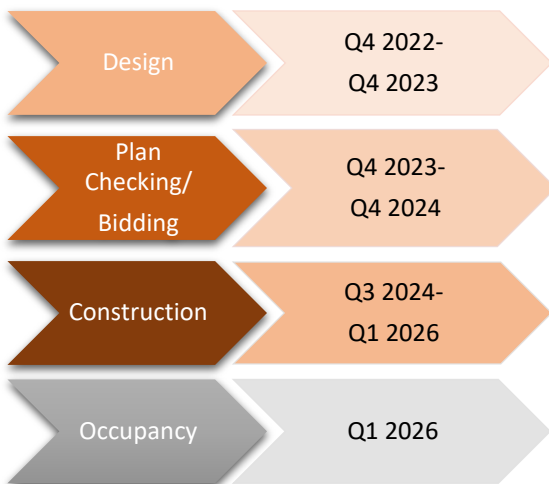 Design
Q4 2022-
Q4 2023
Plan
Checking/
Bidding
Q4 2023-
Q4 2024
Construction
Q3 2024-
Q1 2026
Occupancy
Q1 2026